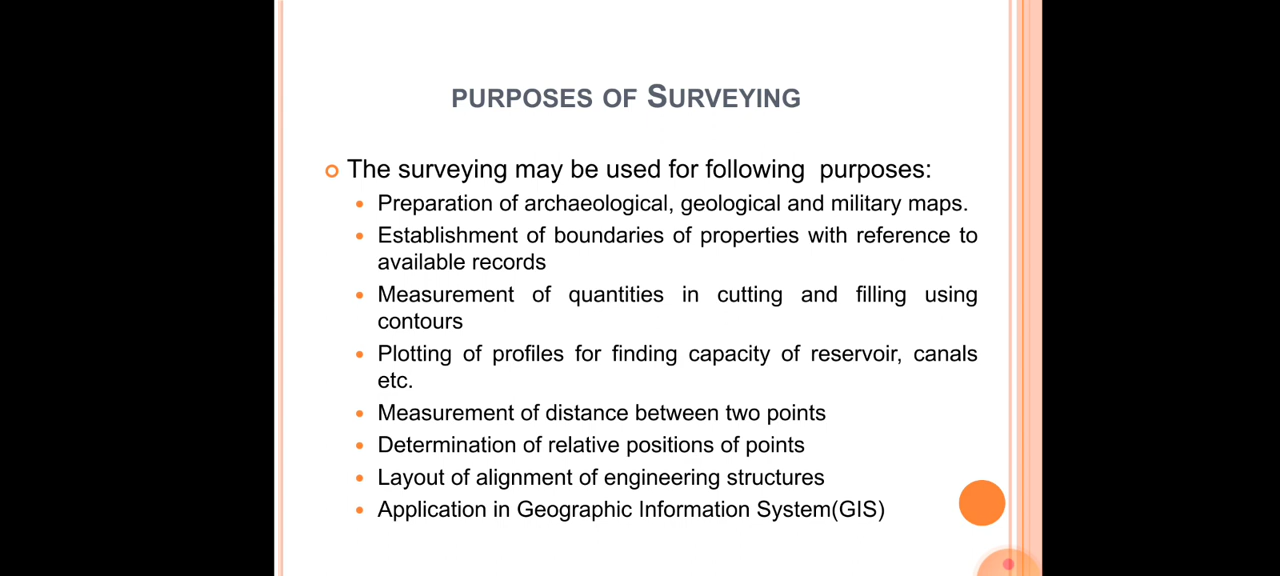 PURPOSES OF SURVEYING
The surveying may be used for following purposes:
Preparation of archaeological, geological and military maps.
Establishment of boundaries of properties with reference to
available records
Measurement of quantities in cutting and filling using
contours
Plotting of profiles for finding capacity of reservoir, canals
etc.
Measurement of distance between two points
Determination of relative positions of points
Layout of alignment of engineering structures
Application in Geographic Information System(GIS)